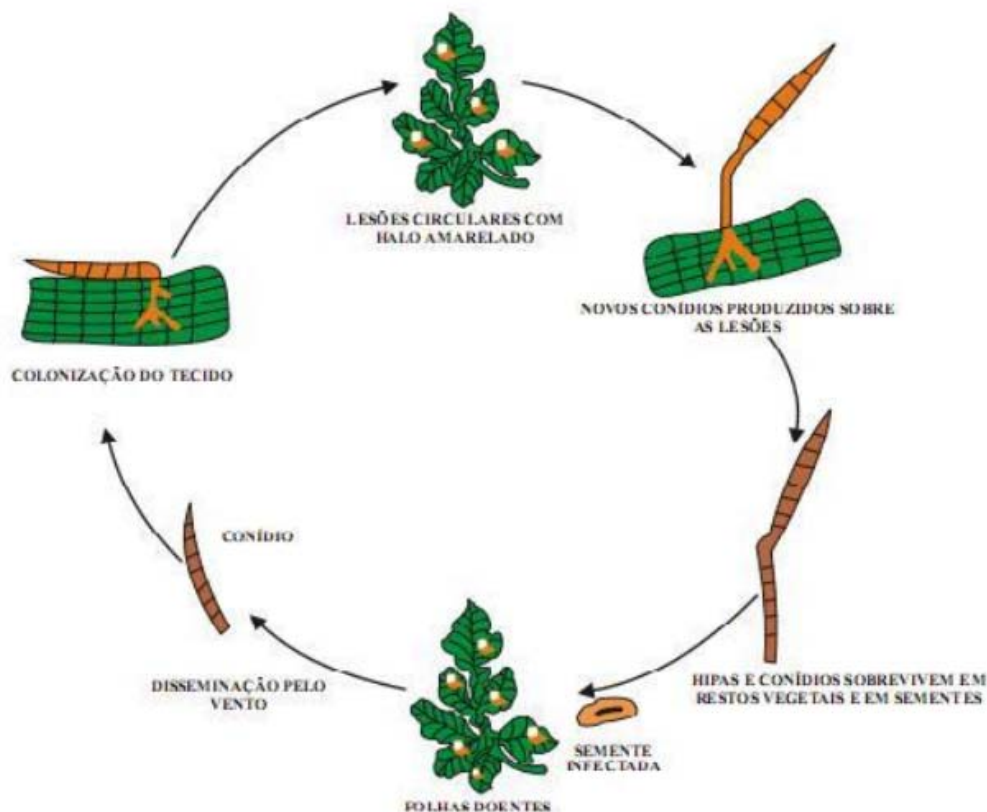 LESÕES CIRCULARES COM
HALO AMARELADO
NOVOS CONÍDIOS PRODUZIDOS SOBRE
AS LESÕES
COLONIZAÇÃO DO TECIDO
CONÍDIO
DISSEMINAÇÃO PELO
VENTO
HIPAS E CONÍDIOS SOBREVIVEM EM
RESTOS VEGETAIS E EM SEMENTES
SEMENTE
INFECTADA
FOLHAS DOENTES